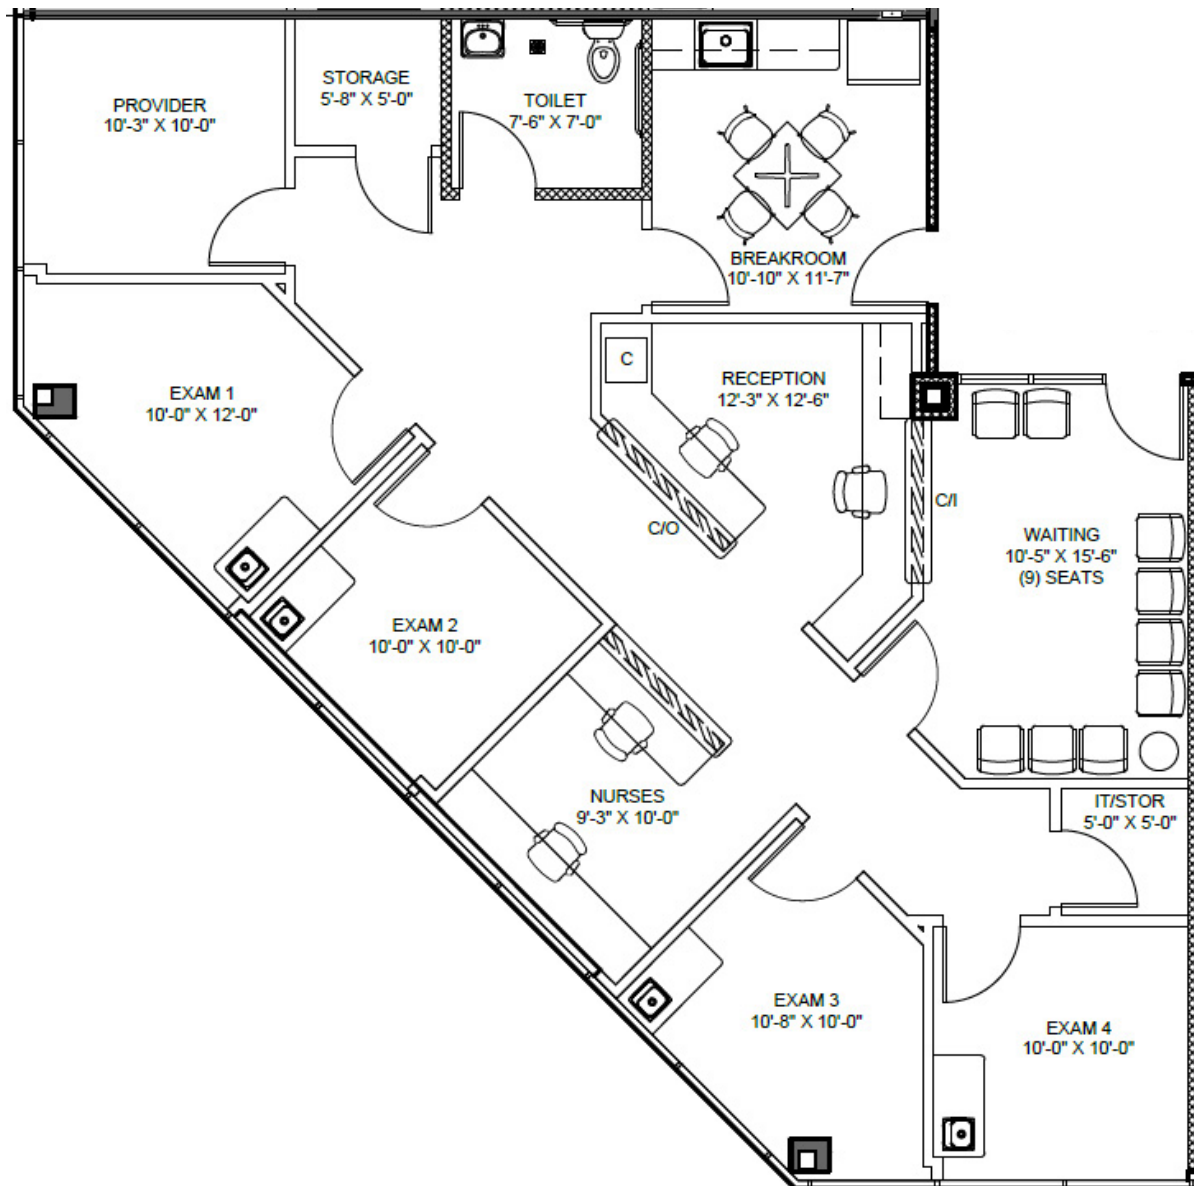 STORAGE
5'-8" X 5'-0"
PROVIDER
10'-3" X 10'-0"
TOILET
7'-6" X 7'-0"
BREAKROOM
10'-10" X 11'-7"
C
RECEPTION
12'-3" X 12'-6"
EXAM 1
10'-0" X 12'-0"
C/I
C/O
WAITING
10'-5" X 15'-6"
(9) SEATS
EXAM 2
10'-0" X 10'-0"
NURSES
9'-3" X 10'-0"
IT/STOR
5'-0" X 5'-0"
EXAM 3
10'-8" X 10'-0"
EXAM 4
10'-0" X 10'-0"